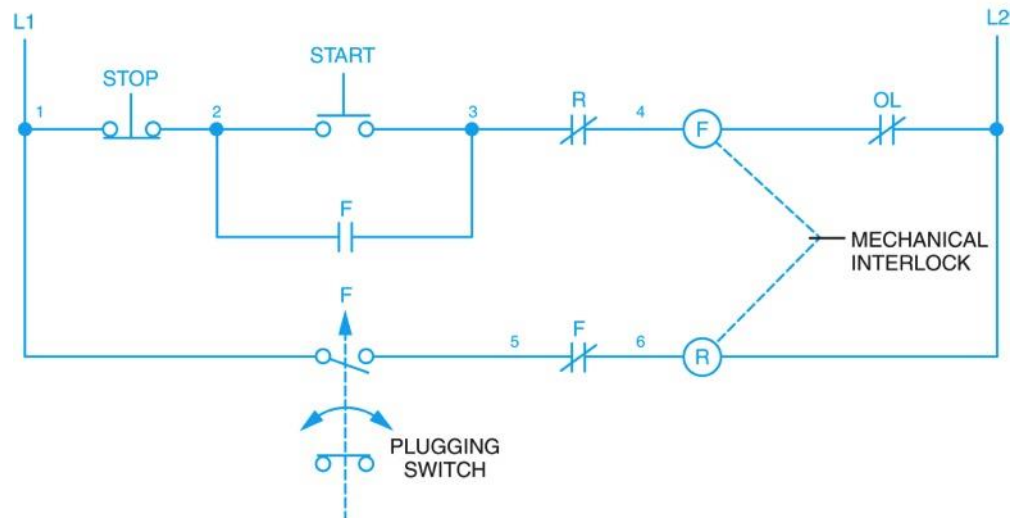 L1
L2
STOP
START
1
2
3
R
4
F
OL
F
MECHANICAL
INTERLOCK
F
5
F
6
R
PLUGGING
SWITCH